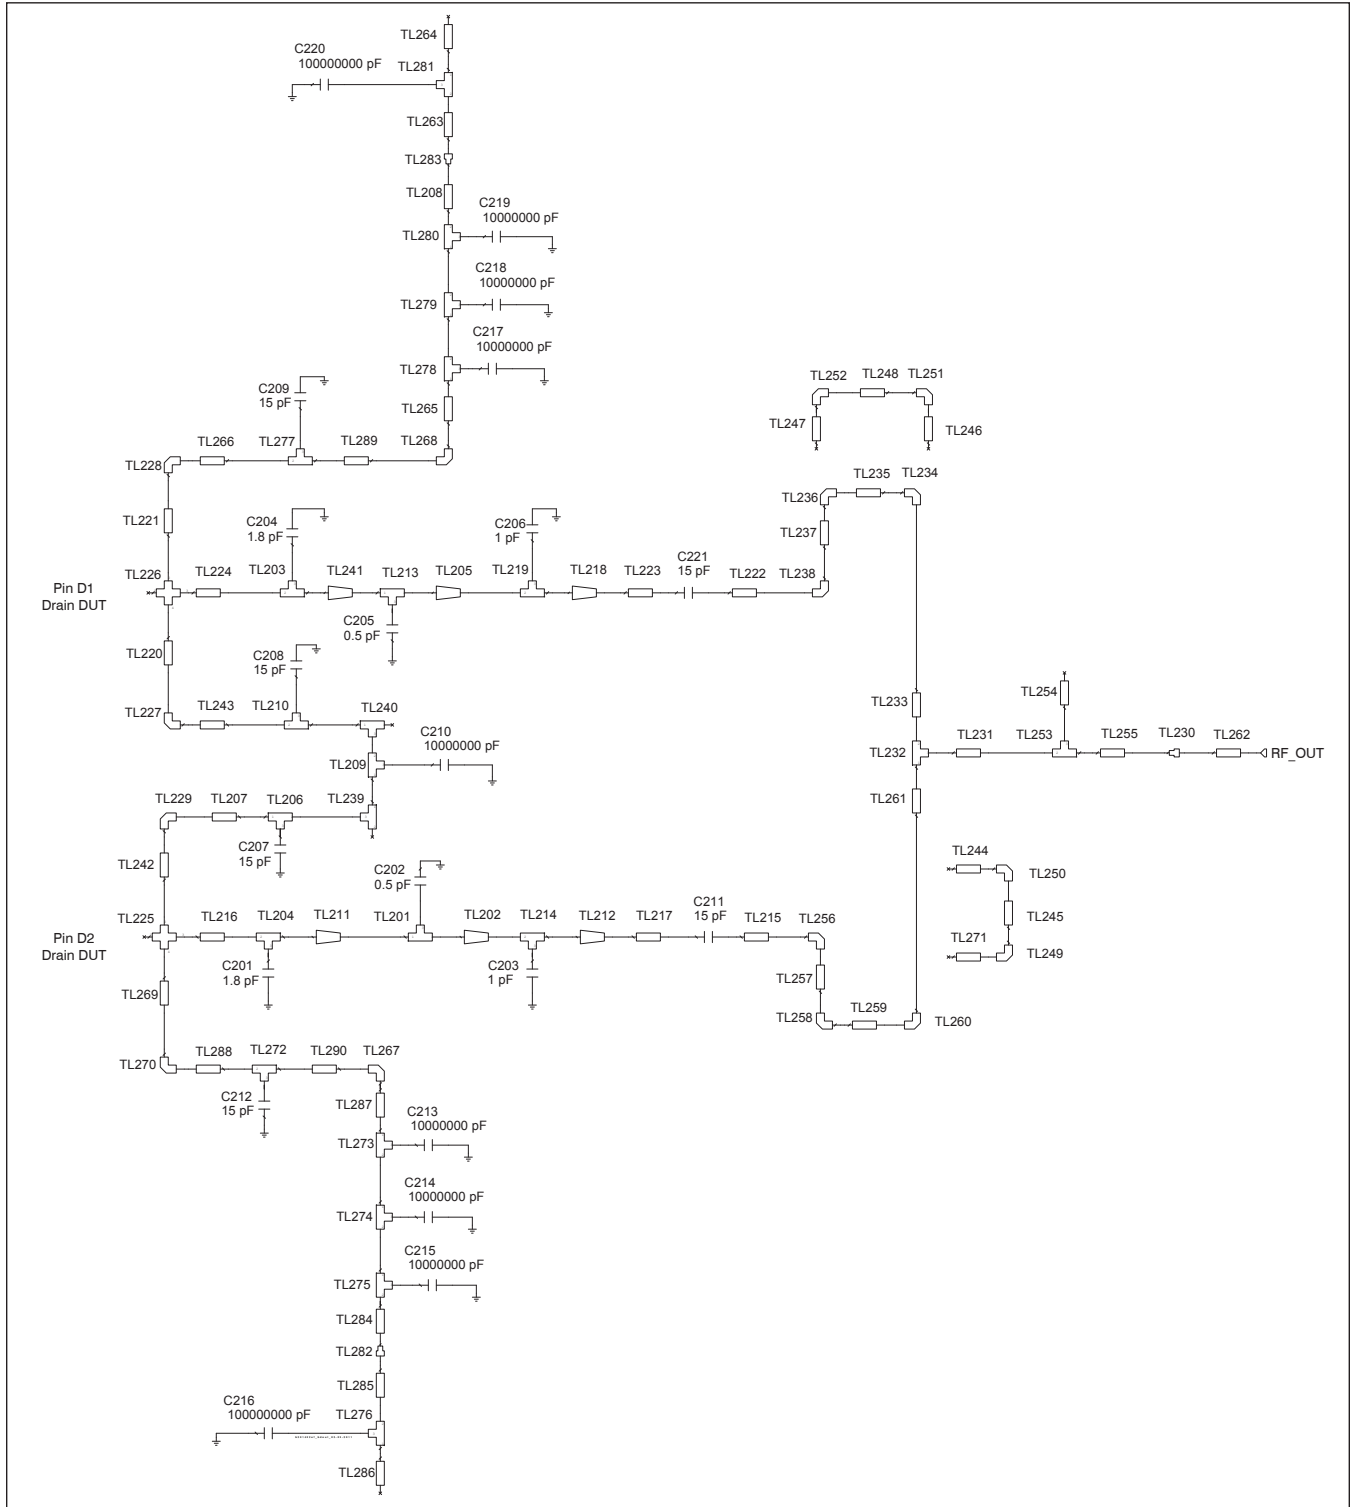 TL264
C220
100000000 pF
TL281
TL263
TL283
TL208
C219
10000000 pF
TL280
C218
10000000 pF
TL279
C217
10000000 pF
TL278
C209
15 pF
TL265
TL266
TL277
TL289
TL268
TL228
TL252
TL248
TL251
TL247
TL246
TL235
TL234
TL236
TL237
TL221
C204
1.8 pF
C206
1 pF
TL226
TL224
TL203
TL241
TL213
TL205
TL219
TL218
TL223
C221
15 pF
TL222
TL238
Pin D1
Drain DUT
C205
0.5 pF
TL220
C208
15 pF
TL227
TL243
TL210
TL240
C210
10000000 pF
TL209
TL233
TL254
TL232
TL231
TL253
TL255
TL230
TL262
RF_OUT
TL261
TL229
TL207
TL206
TL239
C207
15 pF
TL242
C202
0.5 pF
TL244
TL250
TL245
TL271
TL249
TL225
TL216
TL204
TL211
TL201
TL202
TL214
TL212
TL217
C211
15 pF
TL215
TL256
Pin D2
Drain DUT
C201
1.8 pF
C203
1 pF
TL257
TL269
TL258
TL259
TL260
TL270
TL288
TL272
TL290
TL267
C212
15 pF
TL287
C213
10000000 pF
TL273
C214
10000000 pF
TL274
C215
10000000 pF
TL275
TL284
TL282
TL285
C216
100000000 pF
TL276
TL286